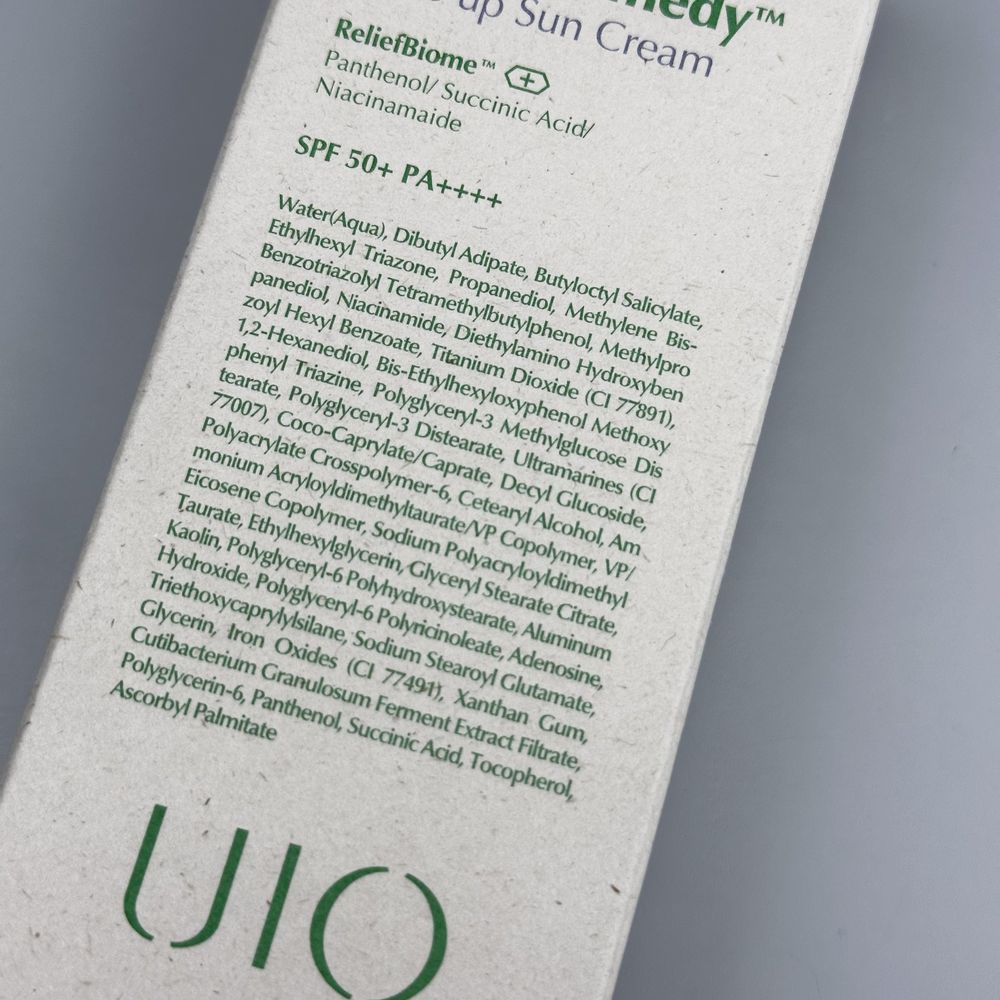 Sun Cream
ReliefBiome™
Panthenol/ Succinic Acid/
Niacinamaide
SPF 50+ PA++++
Water(Aqua), Dibutyl Adipate, Butyloctyl Salicylate,
Ethylhexyl Triazone, Propanediol, Methylene Bis-
Benzotriazolyl Tetramethylbutylphenol, Methylpro
panediol, Niacinamide, Diethylamino Hydroxyben
zoyl Hexyl Benzoate, Titanium Dioxide (CI 77891),
1,2-Hexanediol, Bis-Ethylhexyloxyphenol Methoxy
phenyl Triazine, Polyglyceryl-3 Methylglucose Dis
tearate, Polyglyceryl-3 Distearate, Ultramarines (CI
77007), Coco-Caprylate/Caprate, Decyl Glucoside,
Polyacrylate Crosspolymer-6, Cetearyl Alcohol, Am
monium Acryloyldimethyltaurate/VP Copolymer, VP/
Eicosene Copolymer, Sodium Polyacryloyldimethyl
Taurate, Ethylhexylglycerin, Glyceryl Stearate Citrate,
Kaolin, Polyglyceryl-6 Polyhydroxystearate, Aluminum
Hydroxide, Polyglyceryl-6 Polyricinoleate, Adenosine,
Triethoxycaprylylsilane, Sodium Stearoyl Glutamate,
Glycerin, Iron Oxides (CI 77491), Xanthan Gum,
Cutibacterium Granulosum Ferment Extract Filtrate,
Polyglycerin-6, Panthenol, Succinic Acid, Tocopherol,
Ascorbyl Palmitate
UIQ